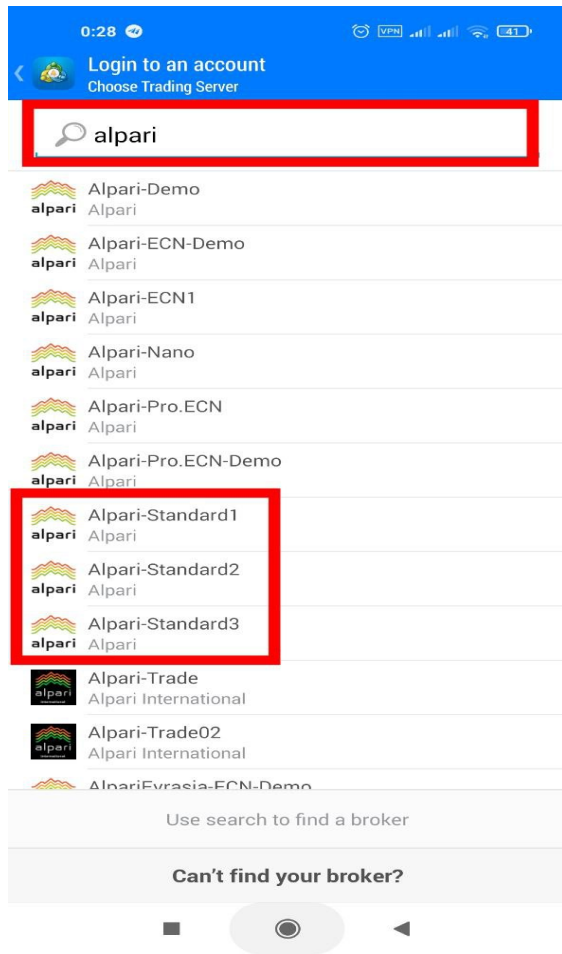 0:28
VPN
41
Login to an account
Choose Trading Server
alpari
Alpari-Demo
alpari Alpari
Alpari-ECN-Demo
alpari Alpari
Alpari-ECN1
alpari Alpari
Alpari-Nano
alpari Alpari
Alpari-Pro.ECN
alpari Alpari
Alpari-Pro.ECN-Demo
alpari Alpari
Alpari-Standard1
alpari Alpari
Alpari-Standard2
alpari Alpari
Alpari-Standard3
alpari Alpari
Alpari-Trade
alpari Alpari International
Alpari-Trade02
alpari Alpari International
AlpariEvrasia-ECN-Demo
Use search to find a broker
Can't find your broker?